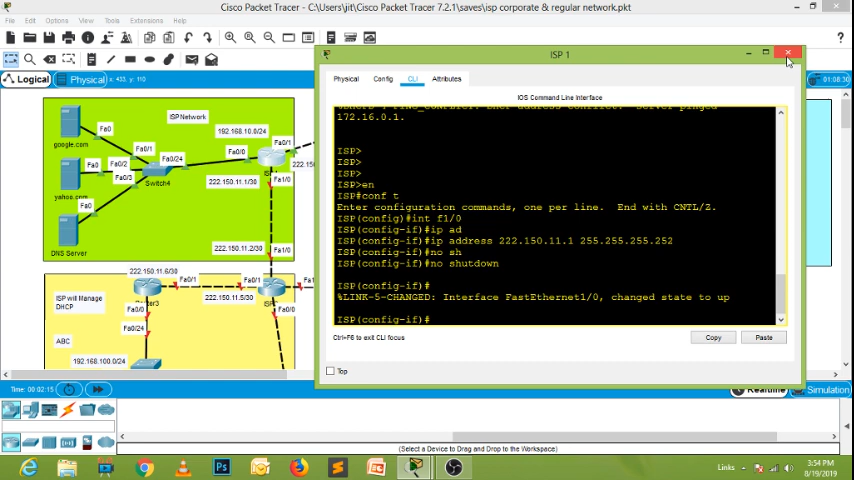 Cisco Packet Tracer - C:\Users\jit\Cisco Packet Tracer 7.2.1\saves\isp corporate & regular network.pkt
File Edit Options View Tools Extensions Help
Logical Physical x: 433, y: 110
01:08:30
ISP Network
192.168.10.0/24
Fa0
google.com
Fa0/1
Fa0/0
Fa0/1
Fa0
Fa0/2
Fa0/24
Fa0/3
yahoo.com
Switch4
222.150.11.1/30
Fa1/0
Fa0
DNS Server
222.150.11.2/30
Fa1/0
222.150.11.6/30
Fa0/1
Fa0/1
222.150.11.5/30
ISP will Manage
DHCP
Fa0/0
Fa0/0
Fa0/24
ABC
192.168.100.0/24
ISP 1
Physical Config CLI Attributes
IOS Command Line Interface
172.16.0.1.
ISP>
ISP>
ISP>
ISP>en
ISP#conf t
Enter configuration commands, one per line. End with CNTL/Z.
ISP(config)#int f1/0
ISP(config-if)#ip ad
ISP(config-if)#ip address 222.150.11.1 255.255.255.252
ISP(config-if)#no sh
ISP(config-if)#no shutdown
ISP(config-if)#
%LINK-5-CHANGED: Interface FastEthernet1/0, changed state to up
ISP(config-if)#
Ctrl+F6 to exit CLI focus
Copy Paste
Top
Time: 00:02:15
Realtime Simulation
(Select a Device to Drag and Drop to the Workspace)
Links
3:54 PM
8/19/2019